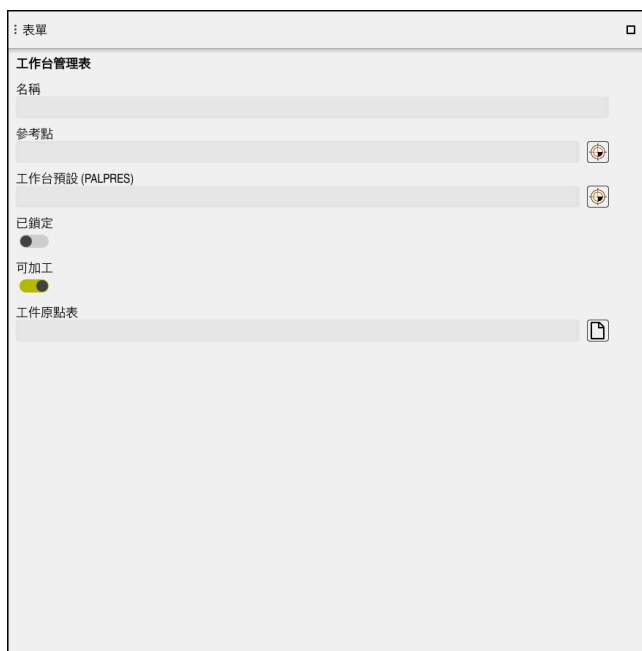 表單
工作台管理表
名稱
參考點
工作台預設 (PALPRES)
已鎖定
可加工
工件原點表